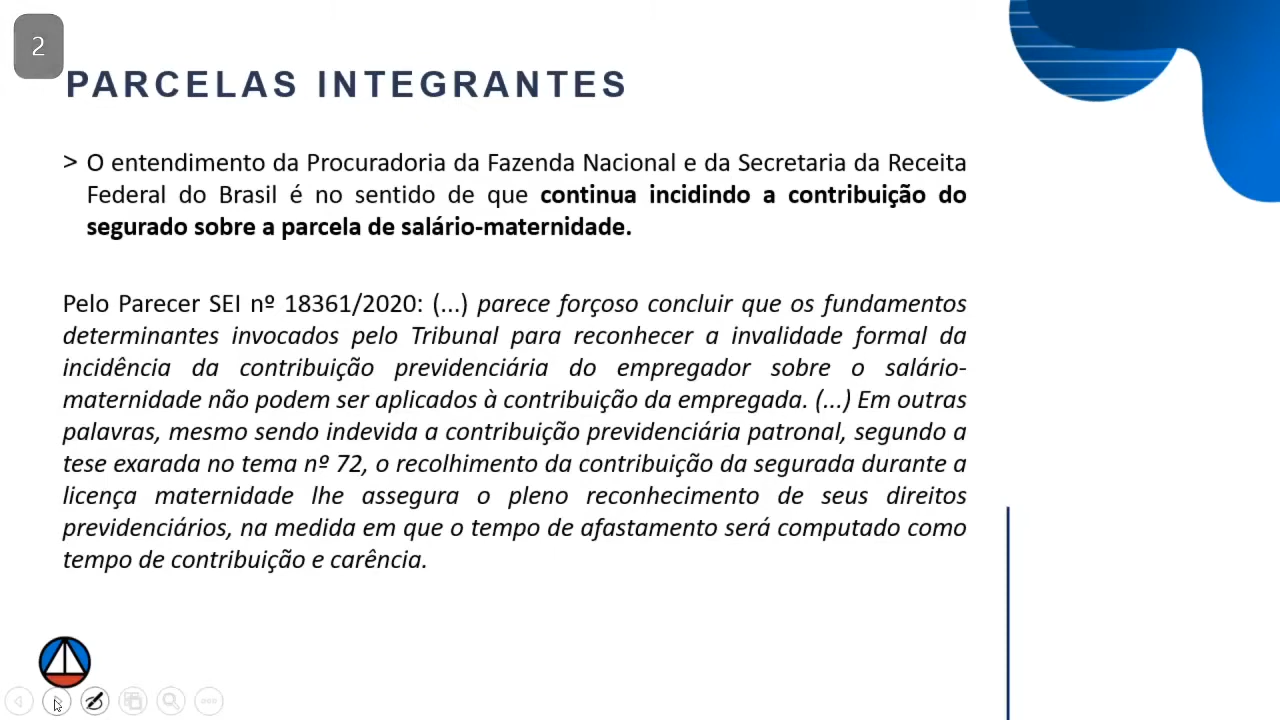 2
PARCELAS INTEGRANTES
> O entendimento da Procuradoria da Fazenda Nacional e da Secretaria da Receita
Federal do Brasil é no sentido de que continua incidindo a contribuição do
segurado sobre a parcela de salário-maternidade.
Pelo Parecer SEI nº 18361/2020: (...) parece forçoso concluir que os fundamentos
determinantes invocados pelo Tribunal para reconhecer a invalidade formal da
incidência da contribuição previdenciária do empregador sobre o salário-
maternidade não podem ser aplicados à contribuição da empregada. (...) Em outras
palavras, mesmo sendo indevida a contribuição previdenciária patronal, segundo a
tese exarada no tema nº 72, o recolhimento da contribuição da segurada durante a
licença maternidade lhe assegura o pleno reconhecimento de seus direitos
previdenciários, na medida em que o tempo de afastamento será computado como
tempo de contribuição e carência.